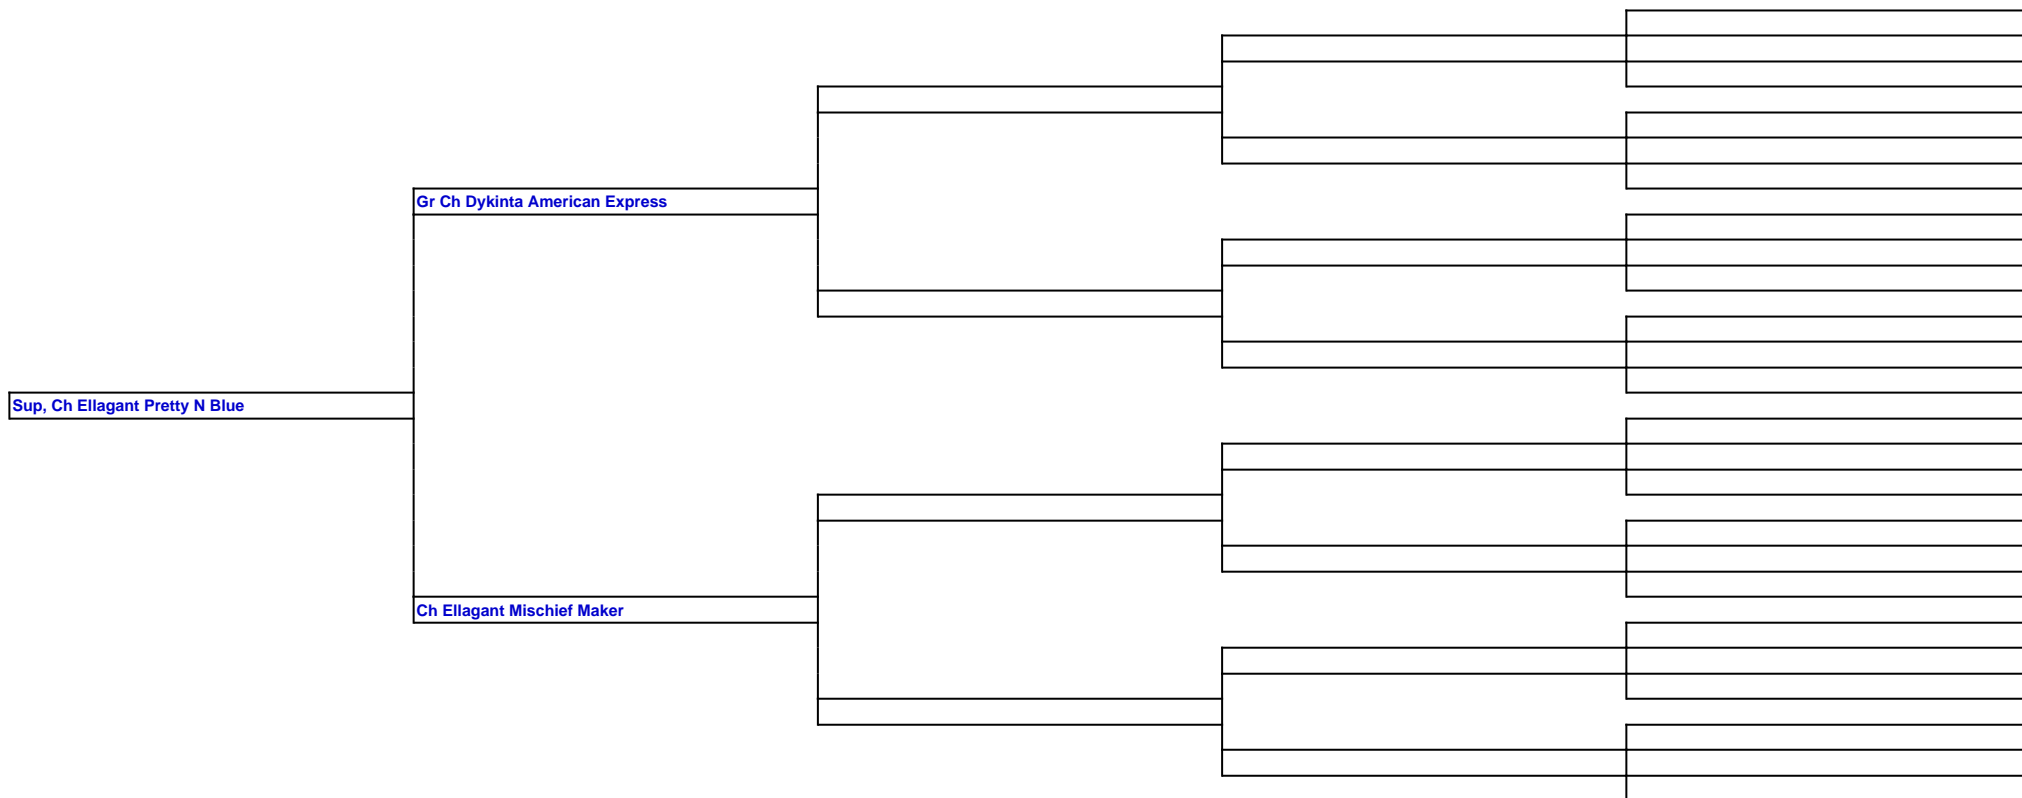 Gr Ch Dykinta American Express
Sup, Ch Ellagant Pretty N Blue
Ch Ellagant Mischief Maker